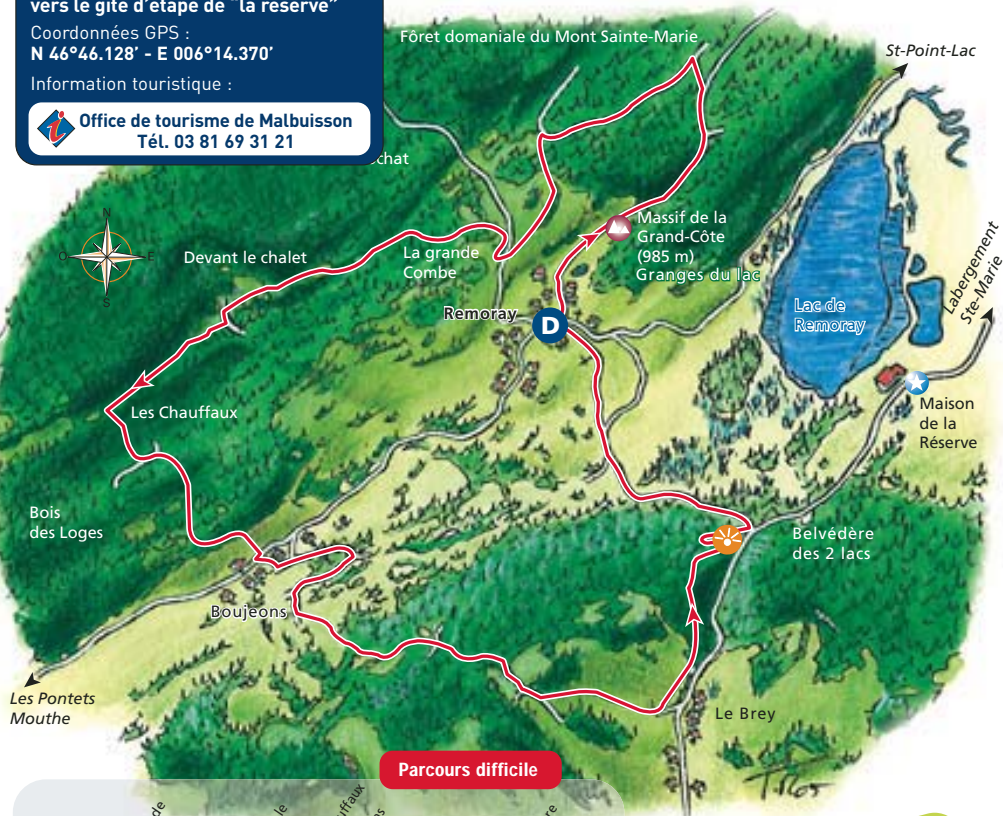 vers le gîte d'étape de "la réserve"
Coordonnées GPS :
N 46°46.128' - E 006°14.370'
Information touristique :
Office de tourisme de Malbuisson
Tél. 03 81 69 31 21
Fôret domaniale du Mont Sainte-Marie
St-Point-Lac
chat
N
O
E
S
Devant le chalet
La grande
Combe
Massif de la
Grand-Côte
(985 m)
Granges du lac
Remoray
D
Lac de
Remoray
Labergement
Ste-Marie
Les Chauffaux
Maison
de la
Réserve
Bois
des Loges
Belvédère
des 2 lacs
Boujeons
Les Pontets
Mouthe
Le Brey
Parcours difficile
de
le